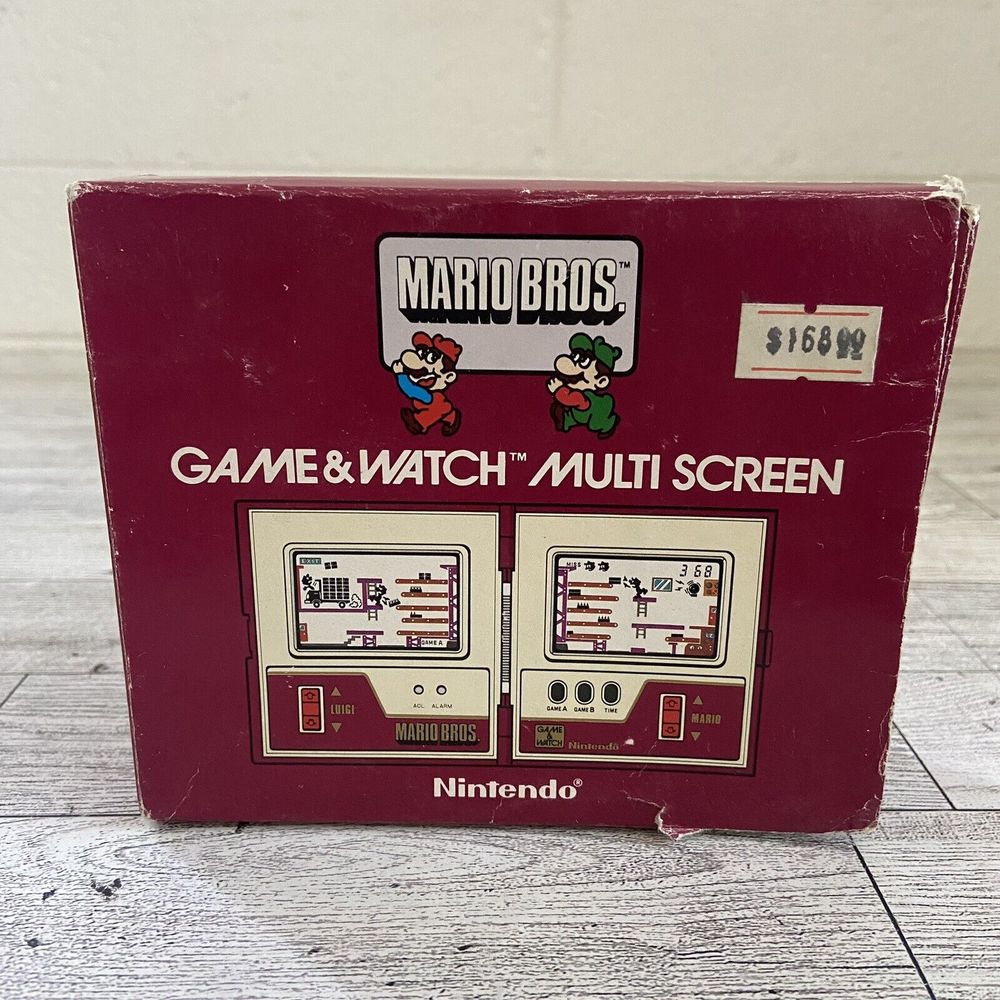 MARIO BROS.™
$168.00
GAME & WATCH™ MULTI SCREEN
EXIT
GAME A
MISS
368
LUIGI
ACL ALARM
MARIO BROS.
GAME A GAME B TIME
GAME & WATCH
Nintendo
MARIO
Nintendo®